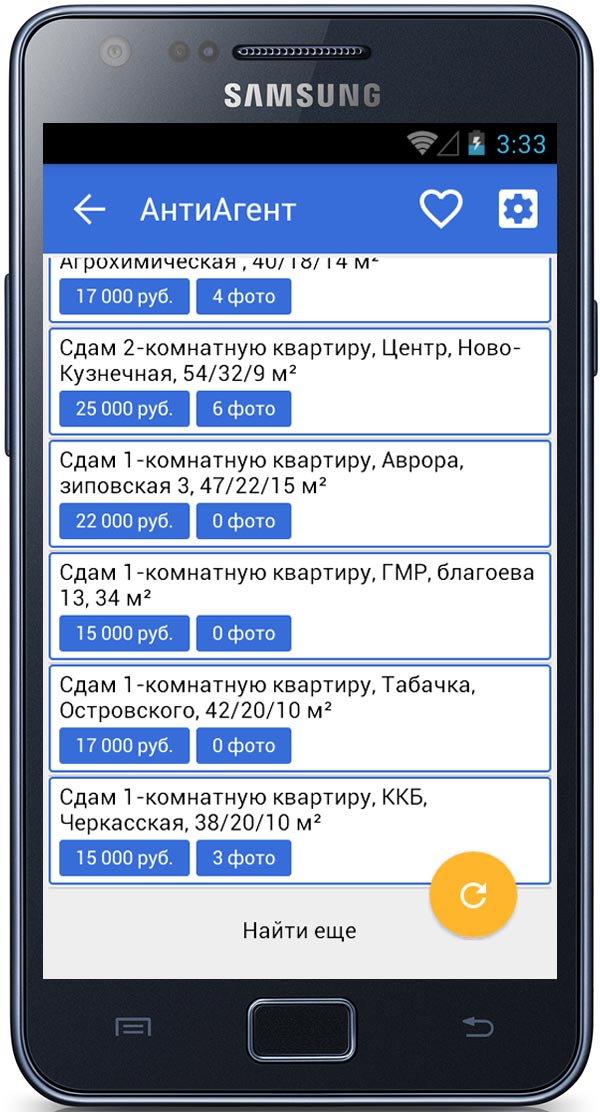 SAMSUNG
3:33
АнтиАгент
Агрохимическая , 40/18/14 м²
17 000 руб. 4 фото
Сдам 2-комнатную квартиру, Центр, Ново-
Кузнечная, 54/32/9 м²
25 000 руб. 6 фото
Сдам 1-комнатную квартиру, Аврора,
зиповская 3, 47/22/15 м²
22 000 руб. 0 фото
Сдам 1-комнатную квартиру, ГМР, благоева
13, 34 м²
15 000 руб. 0 фото
Сдам 1-комнатную квартиру, Табачка,
Островского, 42/20/10 м²
17 000 руб. 0 фото
Сдам 1-комнатную квартиру, ККБ,
Черкасская, 38/20/10 м²
15 000 руб. 3 фото
Найти еще